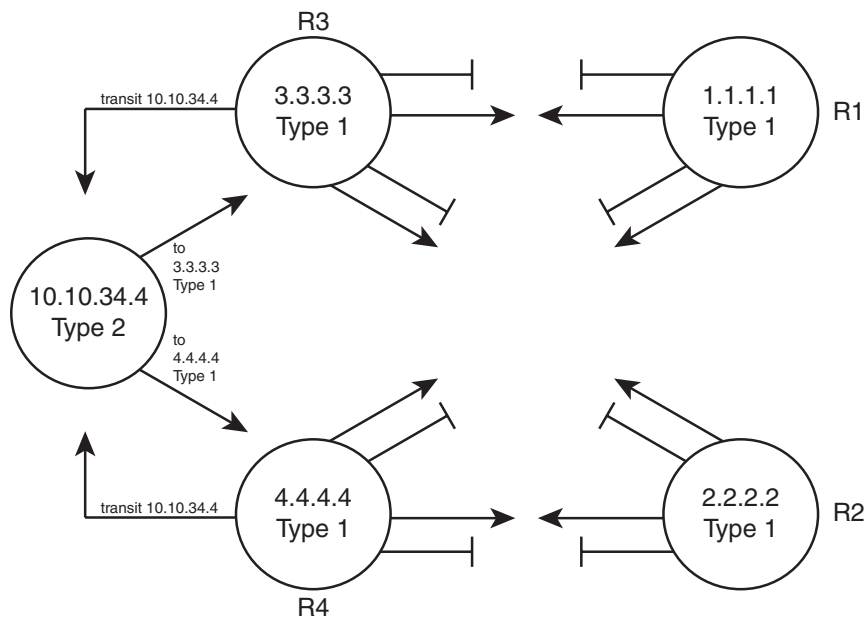 R3
3.3.3.3
Type 1
1.1.1.1
Type 1
R1
transit 10.10.34.4
to
3.3.3.3
Type 1
10.10.34.4
Type 2
to
4.4.4.4
Type 1
transit 10.10.34.4
4.4.4.4
Type 1
2.2.2.2
Type 1
R2
R4